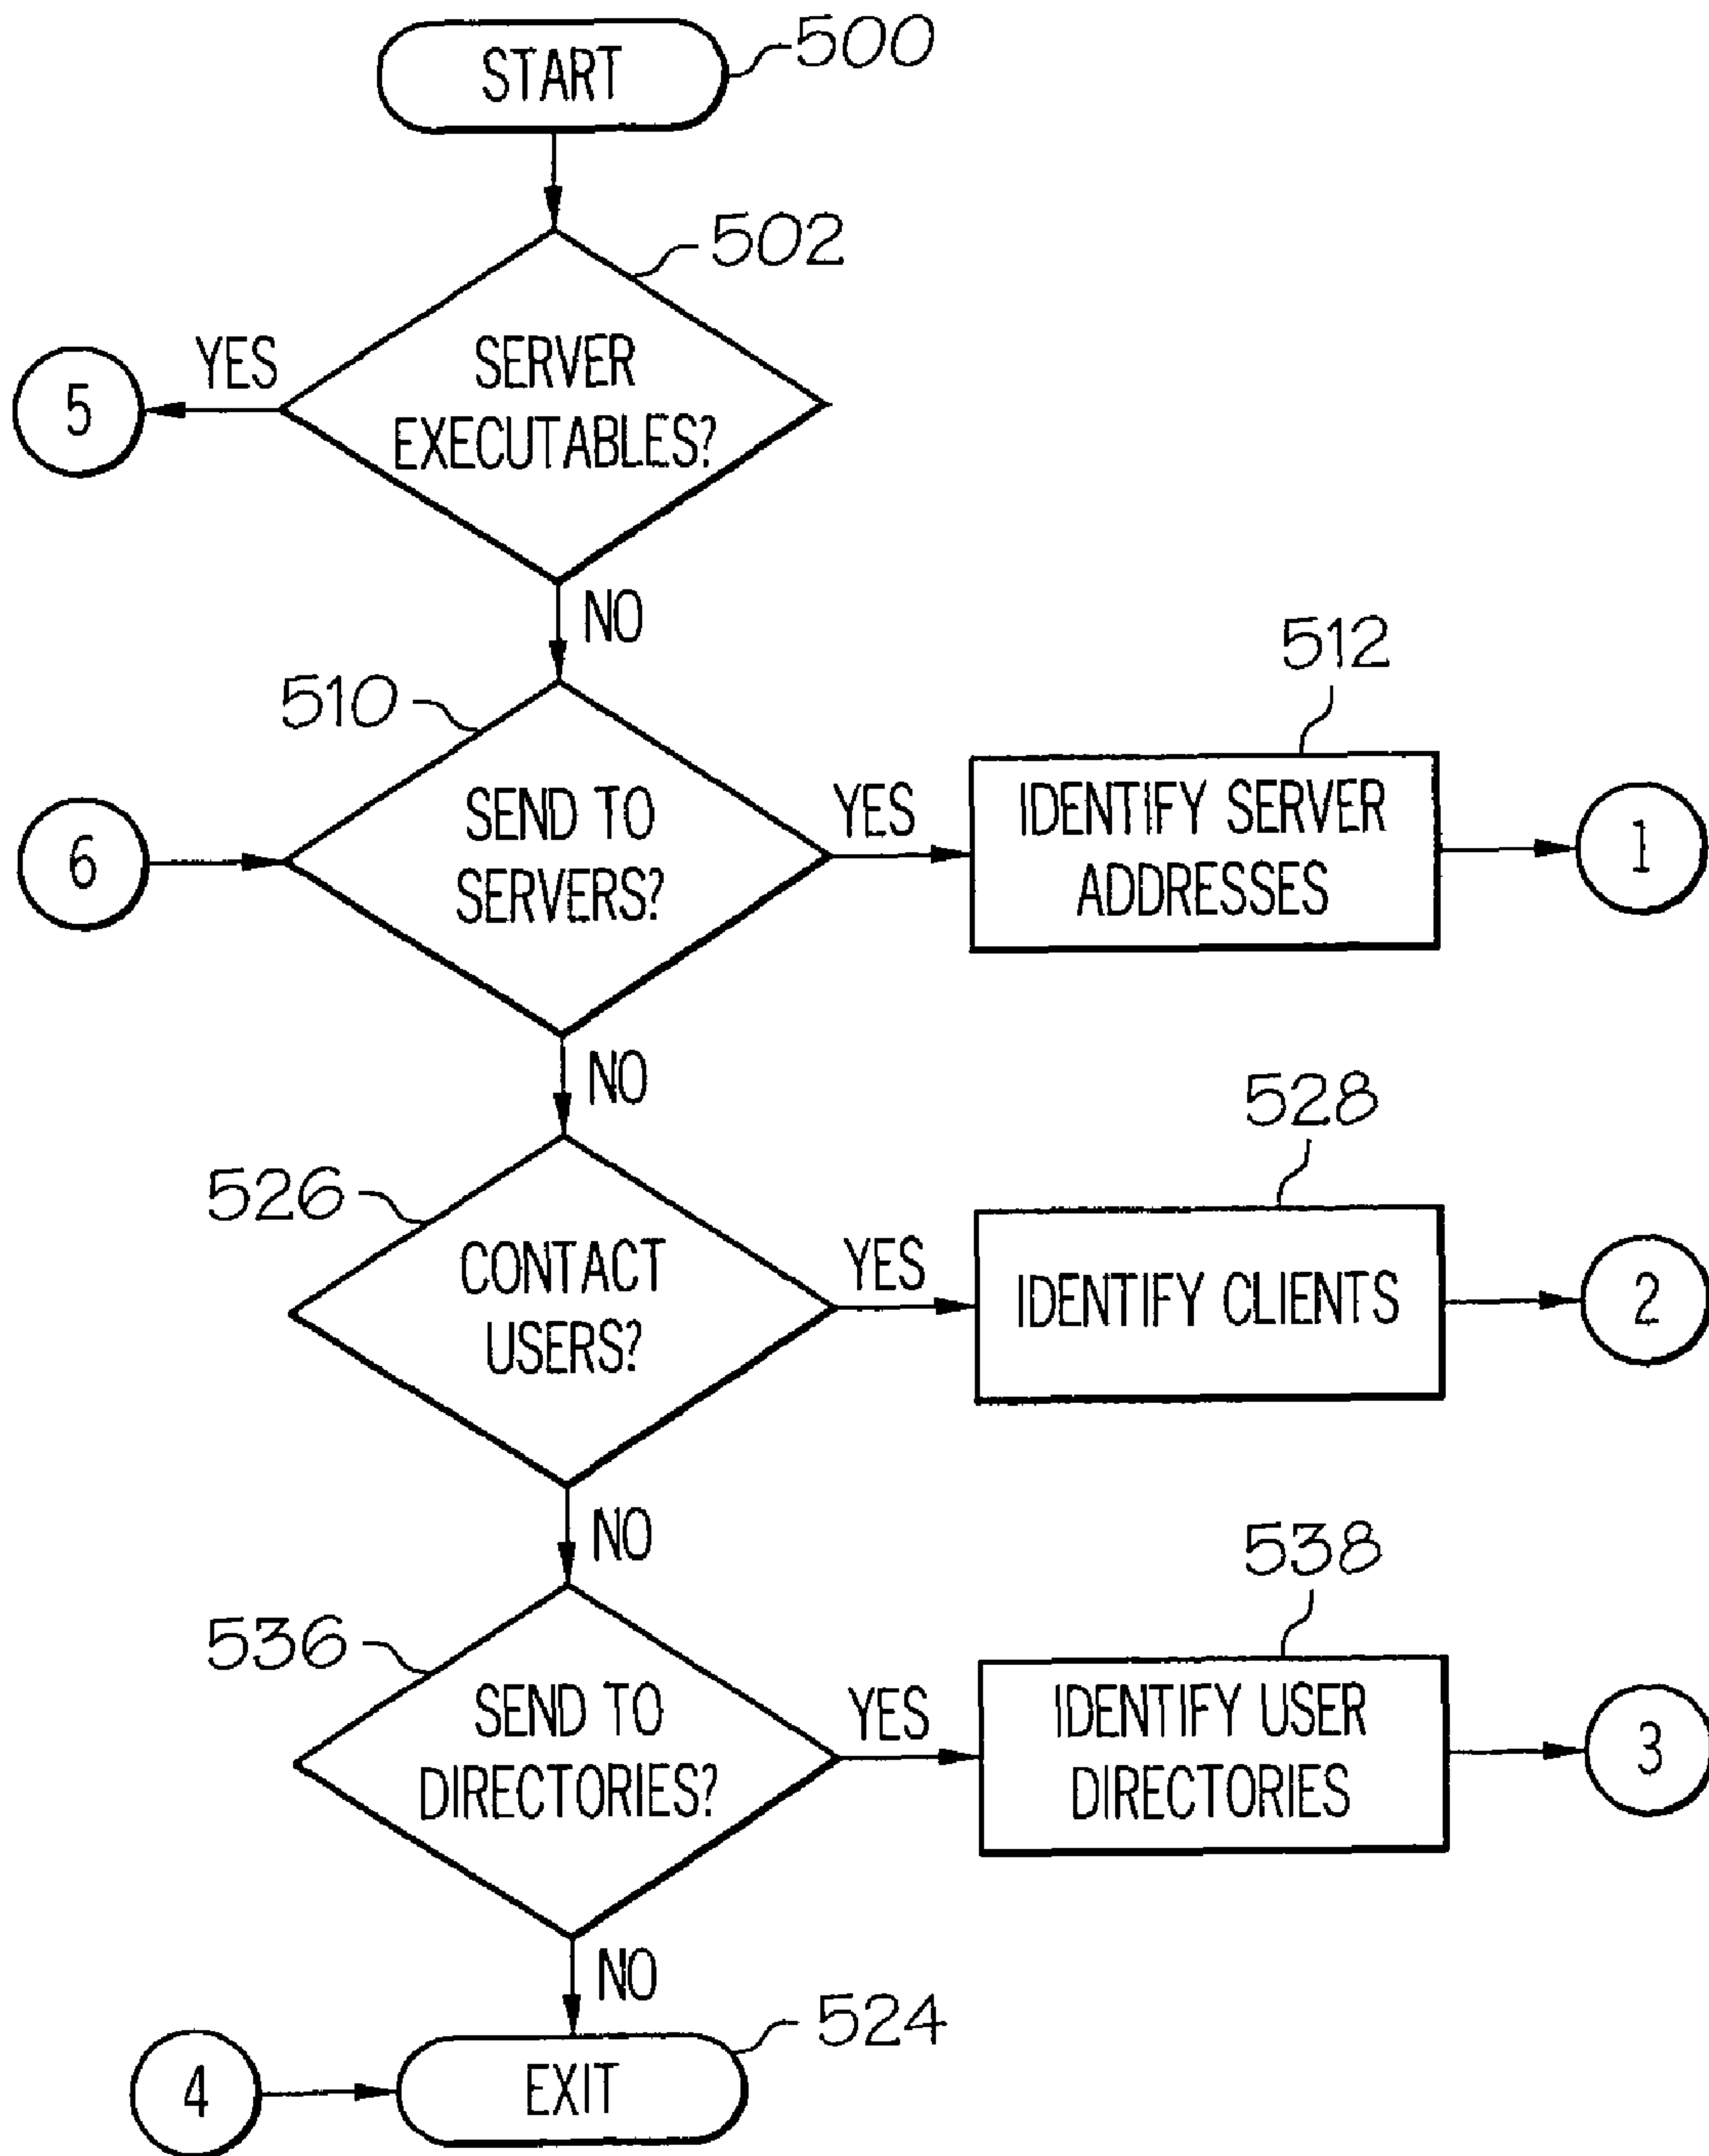 START
500
502
SERVER
EXECUTABLES?
YES
5
NO
510
512
SEND TO
SERVERS?
6
YES
IDENTIFY SERVER
ADDRESSES
1
NO
526
528
CONTACT
USERS?
YES
IDENTIFY CLIENTS
2
NO
536
538
SEND TO
DIRECTORIES?
YES
IDENTIFY USER
DIRECTORIES
3
NO
524
4
EXIT